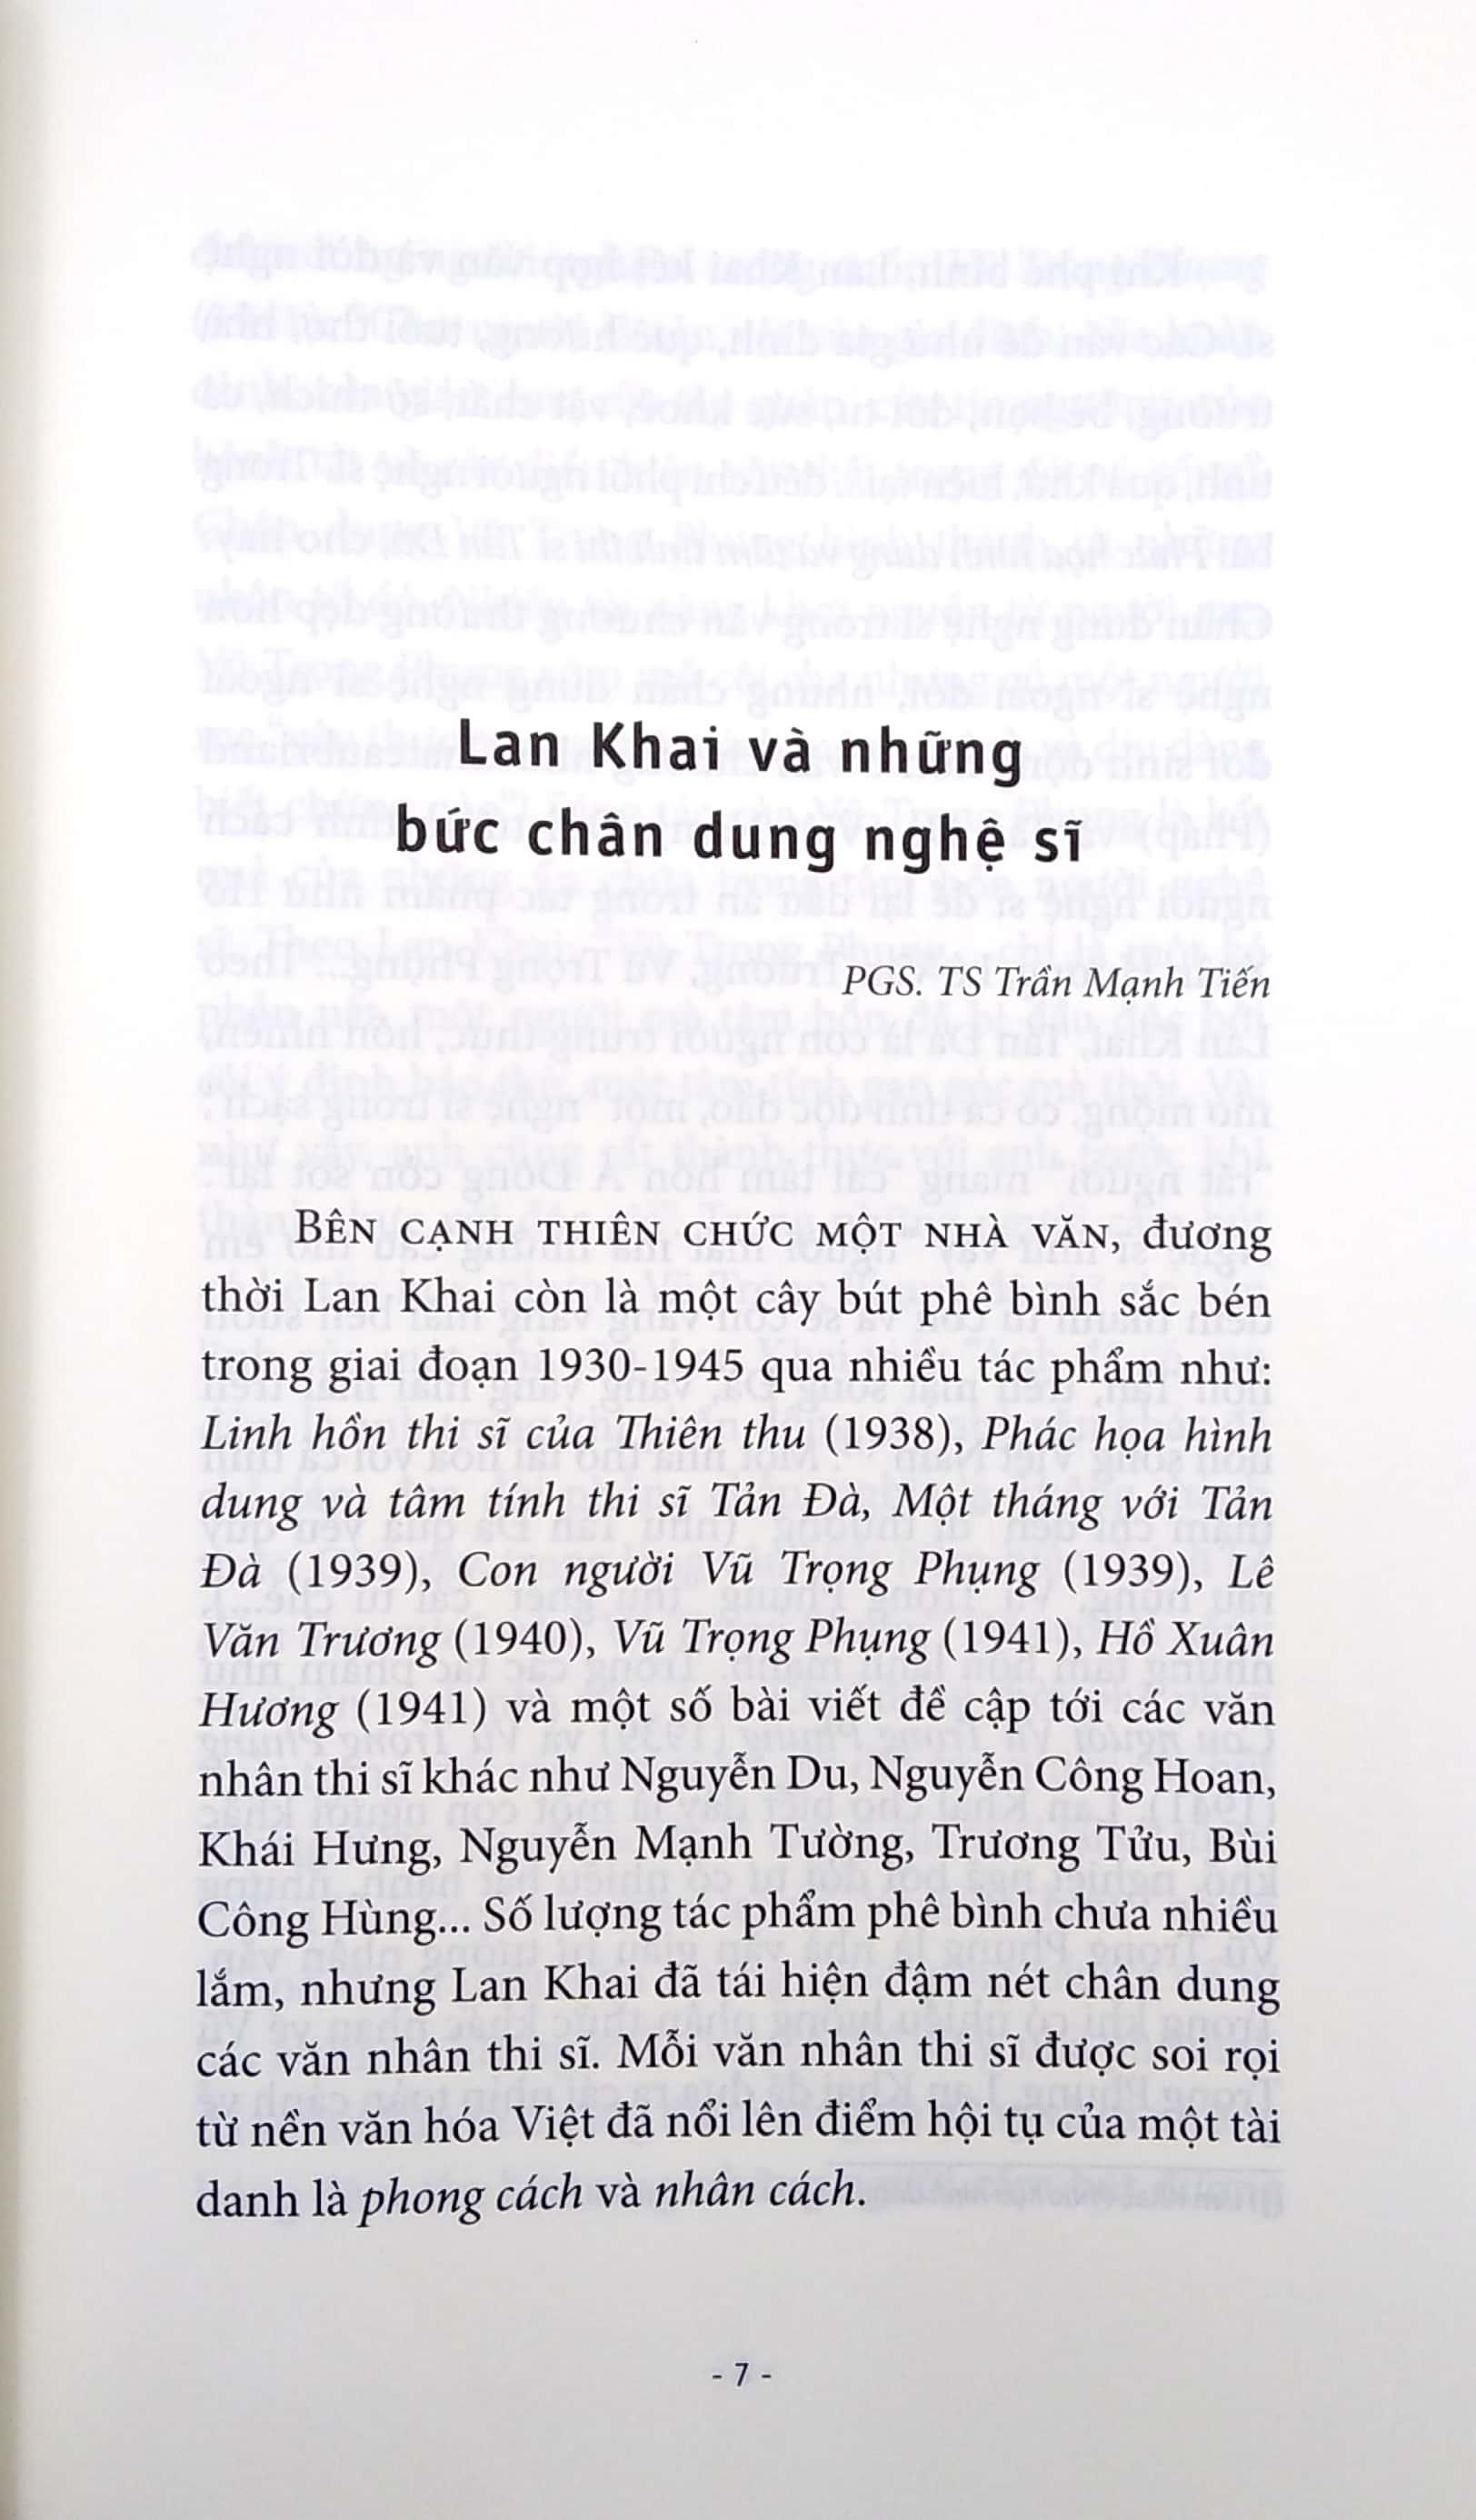 Lan Khai và những
bức chân dung nghệ sĩ
PGS. TS Trần Mạnh Tiến
BÊN CẠNH THIÊN CHỨC MỘT NHÀ VĂN, đương
thời Lan Khai còn là một cây bút phê bình sắc bén
trong giai đoạn 1930-1945 qua nhiều tác phẩm như:
Linh hồn thi sĩ của Thiên thu (1938), Phác họa hình
dung và tâm tính thi sĩ Tản Đà, Một tháng với Tản
Đà (1939), Con người Vũ Trọng Phụng (1939), Lê
Văn Trương (1940), Vũ Trọng Phụng (1941), Hồ Xuân
Hương (1941) và một số bài viết đề cập tới các văn
nhân thi sĩ khác như Nguyễn Du, Nguyễn Công Hoan,
Khái Hưng, Nguyễn Mạnh Tường, Trương Tửu, Bùi
Công Hùng... Số lượng tác phẩm phê bình chưa nhiều
lắm, nhưng Lan Khai đã tái hiện đậm nét chân dung
các văn nhân thi sĩ. Mỗi văn nhân thi sĩ được soi rọi
từ nền văn hóa Việt đã nổi lên điểm hội tụ của một tài
danh là phong cách và nhân cách.
- 7 -